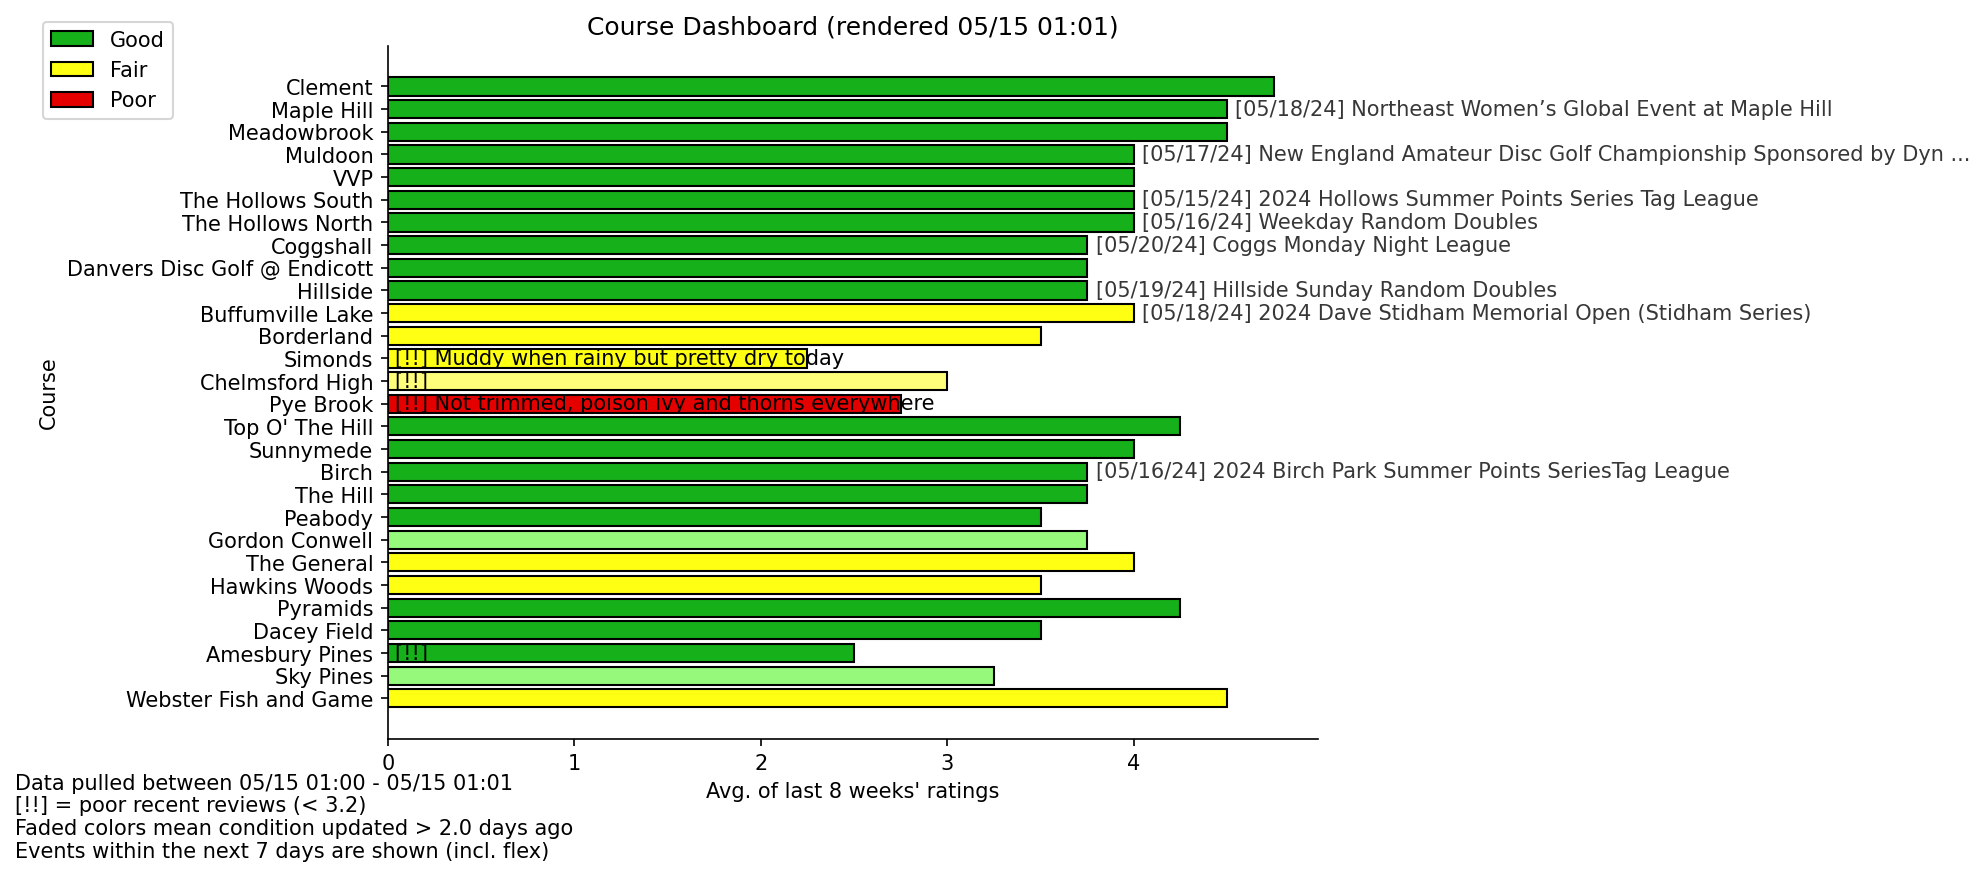 Course Dashboard (rendered 05/15 01:01)
Good
Fair
Poor
Course
Clement
Maple Hill [05/18/24] Northeast Women’s Global Event at Maple Hill
Meadowbrook
Muldoon [05/17/24] New England Amateur Disc Golf Championship Sponsored by Dyn ...
VVP
The Hollows South [05/15/24] 2024 Hollows Summer Points Series Tag League
The Hollows North [05/16/24] Weekday Random Doubles
Coggshall [05/20/24] Coggs Monday Night League
Danvers Disc Golf @ Endicott
Hillside [05/19/24] Hillside Sunday Random Doubles
Buffumville Lake [05/18/24] 2024 Dave Stidham Memorial Open (Stidham Series)
Borderland
Simonds [!!] Muddy when rainy but pretty dry today
Chelmsford High [!!]
Pye Brook [!!] Not trimmed, poison ivy and thorns everywhere
Top O' The Hill
Sunnymede
Birch [05/16/24] 2024 Birch Park Summer Points SeriesTag League
The Hill
Peabody
Gordon Conwell
The General
Hawkins Woods
Pyramids
Dacey Field
Amesbury Pines [!!]
Sky Pines
Webster Fish and Game
0 1 2 3 4
Avg. of last 8 weeks' ratings
Data pulled between 05/15 01:00 - 05/15 01:01
[!!] = poor recent reviews (< 3.2)
Faded colors mean condition updated > 2.0 days ago
Events within the next 7 days are shown (incl. flex)